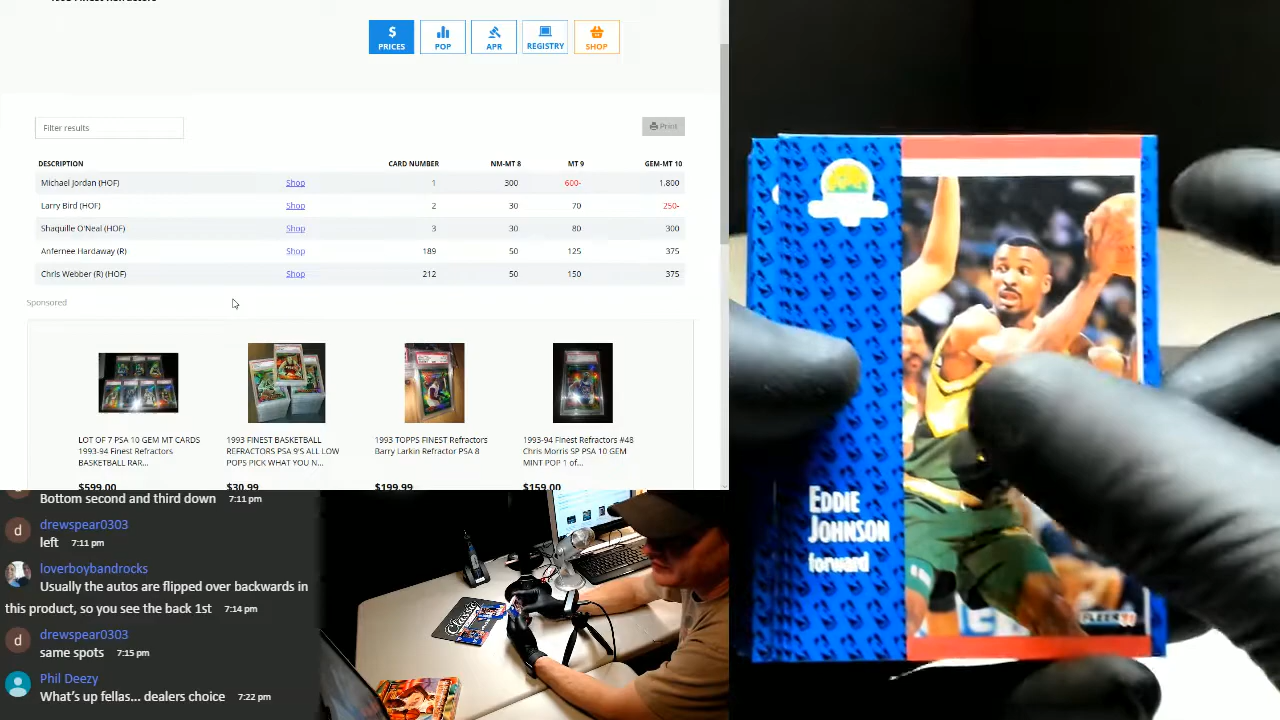 PRICES
POP
APR
REGISTRY
SHOP
Filter results
Print
DESCRIPTION CARD NUMBER NM-MT 8 MT 9 GEM-MT 10
Michael Jordan (HOF) Shop 1 300 600- 1,800
Larry Bird (HOF) Shop 2 30 70 250-
Shaquille O'Neal (HOF) Shop 3 30 80 300
Anfernee Hardaway (R) Shop 189 50 125 375
Chris Webber (R) (HOF) Shop 212 50 150 375
Sponsored
LOT OF 7 PSA 10 GEM MT CARDS
1993-94 Finest Refractors
BASKETBALL RAR...
$599.00
1993 FINEST BASKETBALL
REFRACTORS PSA 9'S ALL LOW
POPS PICK WHAT YOU N...
$30.99
1993 TOPPS FINEST Refractors
Barry Larkin Refractor PSA 8
$199.99
1993-94 Finest Refractors #48
Chris Morris SP PSA 10 GEM
MINT POP 1 of...
$159.00
Bottom second and third down 7:11 pm
d drewspear0303
left 7:11 pm
loverboybandrocks
Usually the autos are flipped over backwards in
this product, so you see the back 1st 7:14 pm
d drewspear0303
same spots 7:15 pm
Phil Deezy
What's up fellas... dealers choice 7:22 pm
Classic
EDDIE
JOHNSON
forward